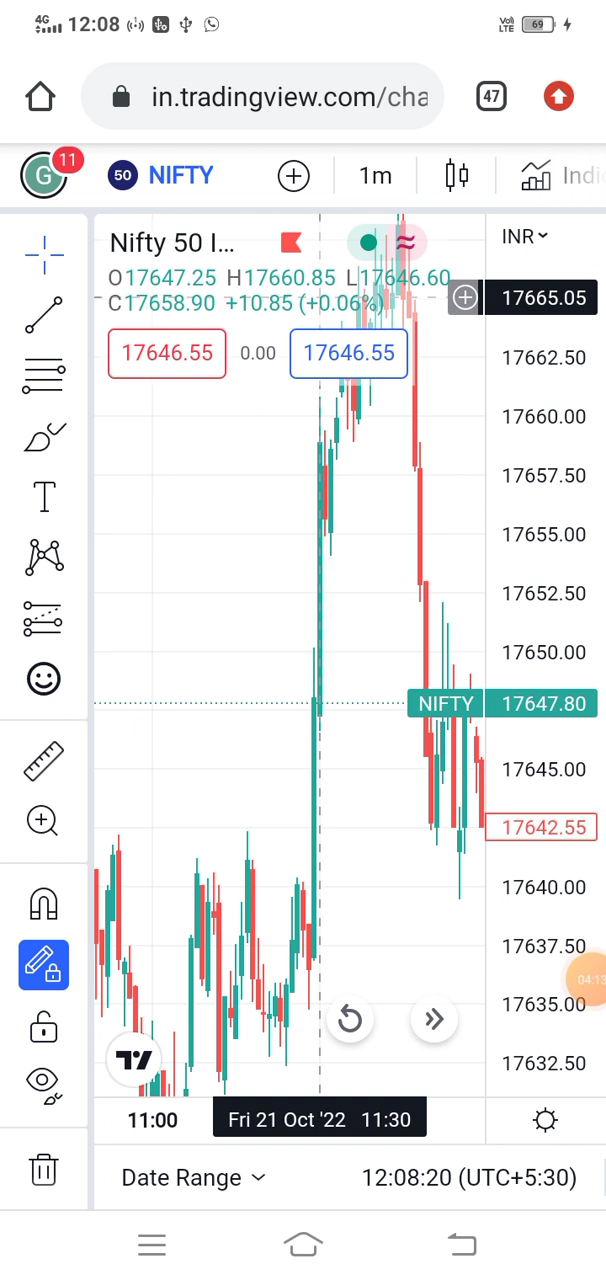 4G 12:08 Vo) LTE 69
in.tradingview.com/cha 47
G 11 50 NIFTY 1m Indi
Nifty 50 I... INR
O17647.25 H17660.85 L17646.60
C17658.90 +10.85 (+0.06%)
17665.05
17646.55 0.00 17646.55
17662.50
17660.00
17657.50
T
17655.00
17652.50
17650.00
NIFTY 17647.80
17645.00
17642.55
17640.00
17637.50
04:13
17635.00
17632.50
11:00 Fri 21 Oct '22 11:30
Date Range 12:08:20 (UTC+5:30)